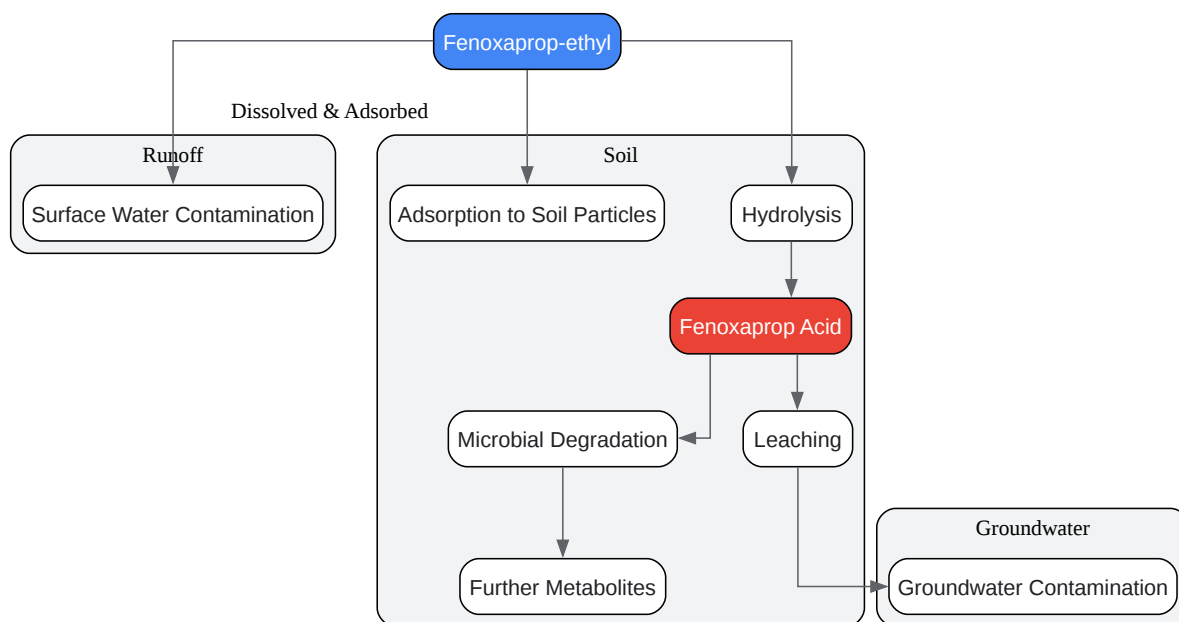 Fenoxaprop-ethyl
Dissolved & Adsorbed
Runoff
Soil
Surface Water Contamination
Adsorption to Soil Particles
Hydrolysis
Fenoxaprop Acid
Microbial Degradation
Leaching
Groundwater
Further Metabolites
Groundwater Contamination